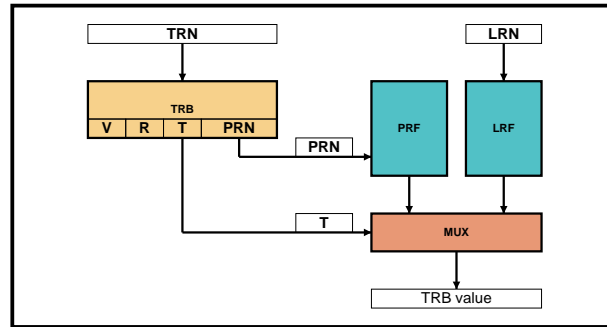 TRN LRN
TRB
V R T PRN
PRF LRF
PRN
T
MUX
TRB value